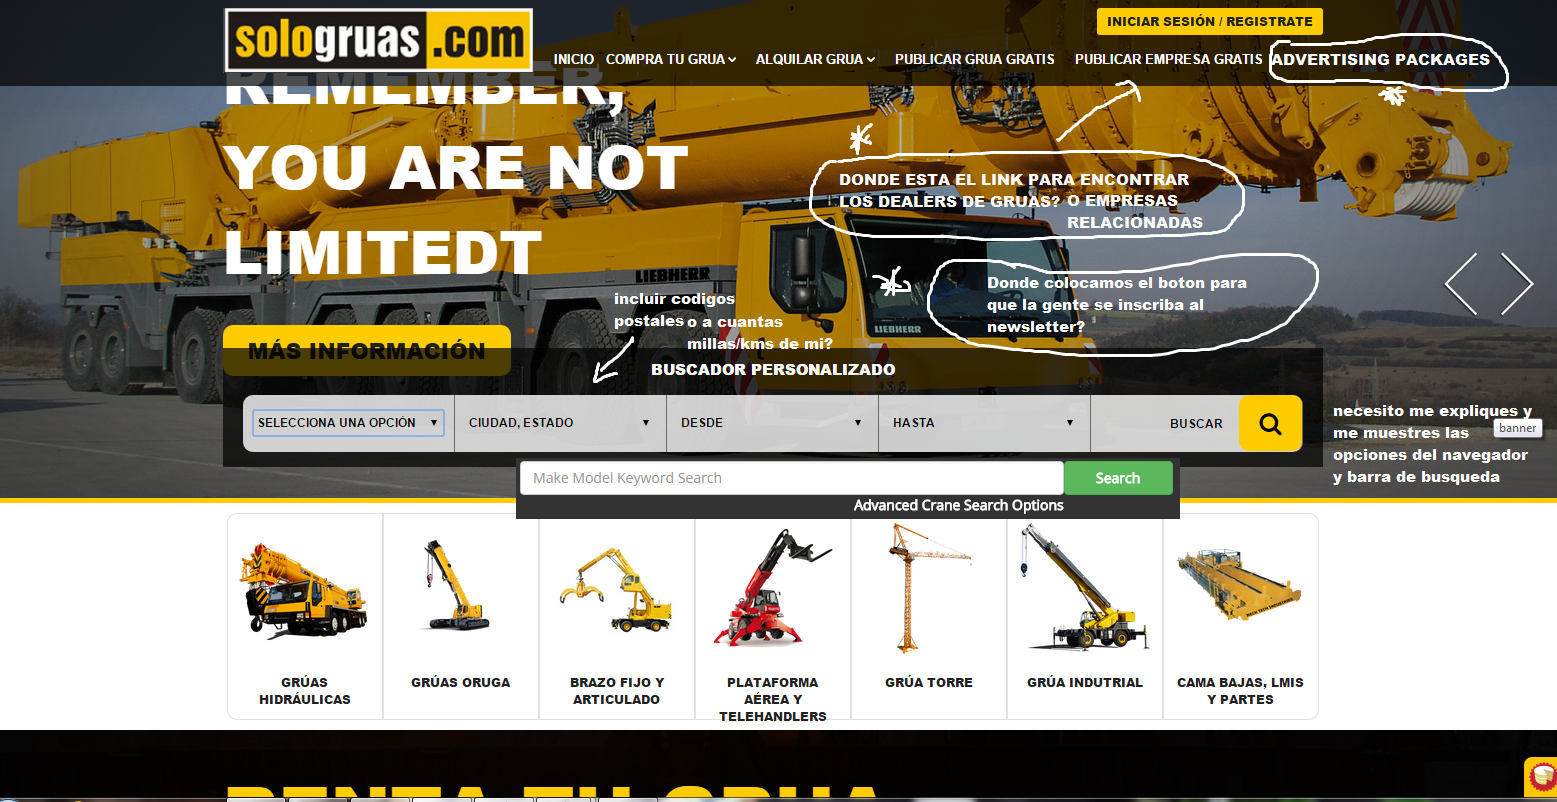 sologruas.com
INICIAR SESIÓN / REGISTRATE
INICIO COMPRA TU GRUA ALQUILAR GRUA PUBLICAR GRUA GRATIS PUBLICAR EMPRESA GRATIS ADVERTISING PACKAGES
REMEMBER,
YOU ARE NOT
LIMITEDT
DONDE ESTA EL LINK PARA ENCONTRAR
LOS DEALERS DE GRUAS? O EMPRESAS
RELACIONADAS
LIEBHERR
Donde colocamos el boton para
que la gente se inscriba al
newsletter?
LIEBHERR
incluir codigos
postales o a cuantas
millas/kms de mi?
MÁS INFORMACIÓN
BUSCADOR PERSONALIZADO
SELECCIONA UNA OPCIÓN CIUDAD, ESTADO DESDE HASTA BUSCAR
necesito me expliques y
me muestres las
opciones del navegador
y barra de busqueda
banner
Make Model Keyword Search Search
Advanced Crane Search Options
GRÚAS
HIDRÁULICAS
GRÚAS ORUGA
BRAZO FIJO Y
ARTICULADO
PLATAFORMA
AÉREA Y
TELEHANDLERS
GRÚA TORRE
GRÚA INDUTRIAL
CAMA BAJAS, LMIS
Y PARTES
RENTA TU GRUA